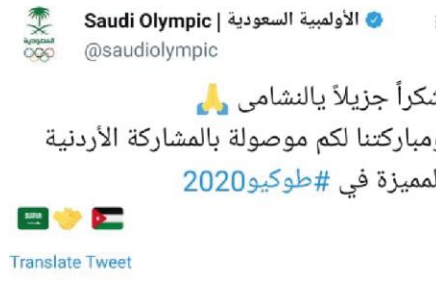 الأولمبية السعودية | Saudi Olympic
@saudiolympic
شكراً جزيلاً يالنشامى 🙏
ومباركتنا لكم موصولة بالمشاركة الأردنية
المميزة في #طوكيو2020
🇸🇦🤝🇯🇴
Translate Tweet